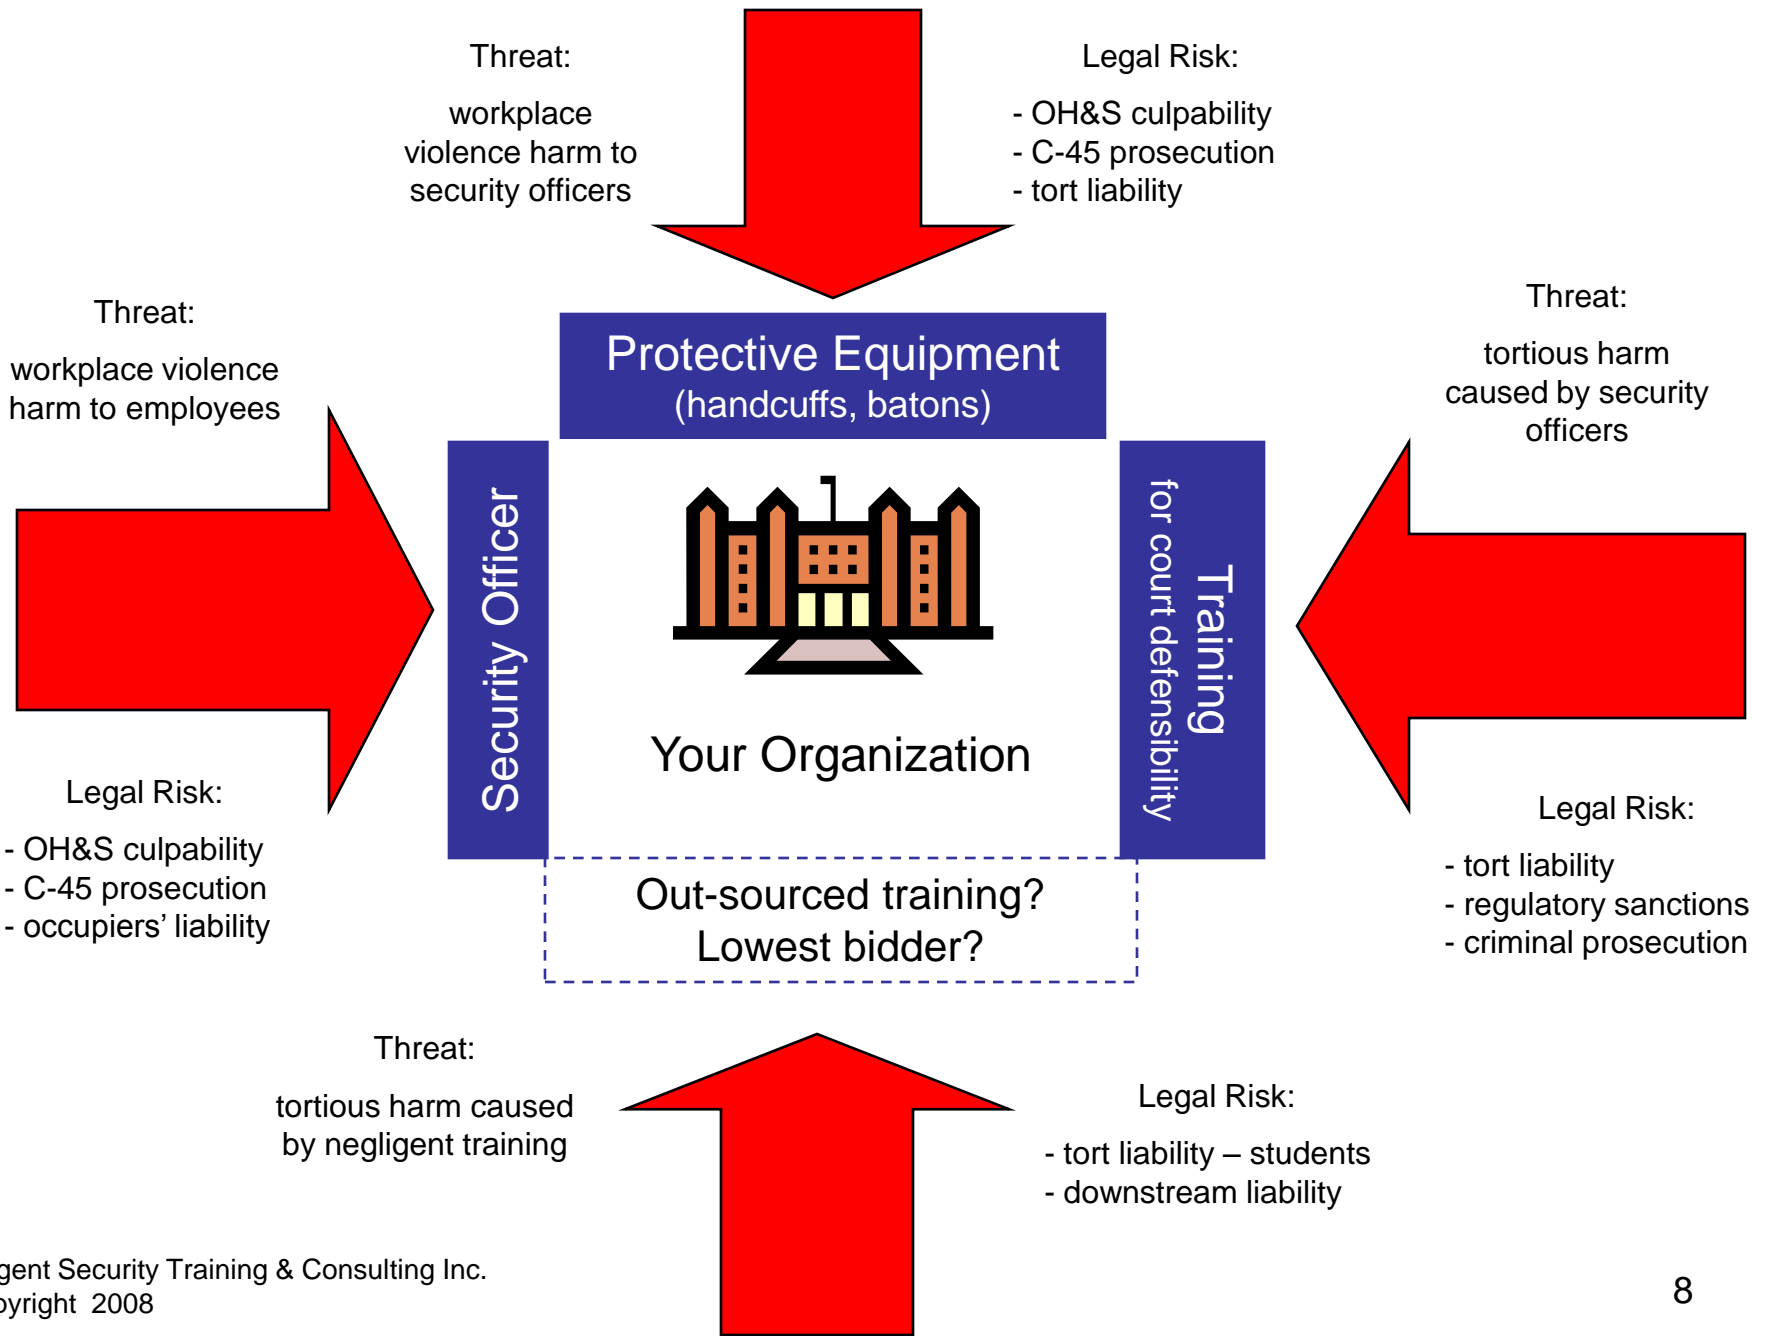 Threat:
workplace
violence harm to
security officers
Legal Risk:
- OH&S culpability
- C-45 prosecution
- tort liability
Threat:
workplace violence
harm to employees
Legal Risk:
- OH&S culpability
- C-45 prosecution
- occupiers’ liability
Protective Equipment
(handcuffs, batons)
Security Officer
Your Organization
Training
for court defensibility
Out-sourced training?
Lowest bidder?
Threat:
tortious harm
caused by security
officers
Legal Risk:
- tort liability
- regulatory sanctions
- criminal prosecution
Threat:
tortious harm caused
by negligent training
Legal Risk:
- tort liability – students
- downstream liability
Security Training & Consulting Inc.
2008
8